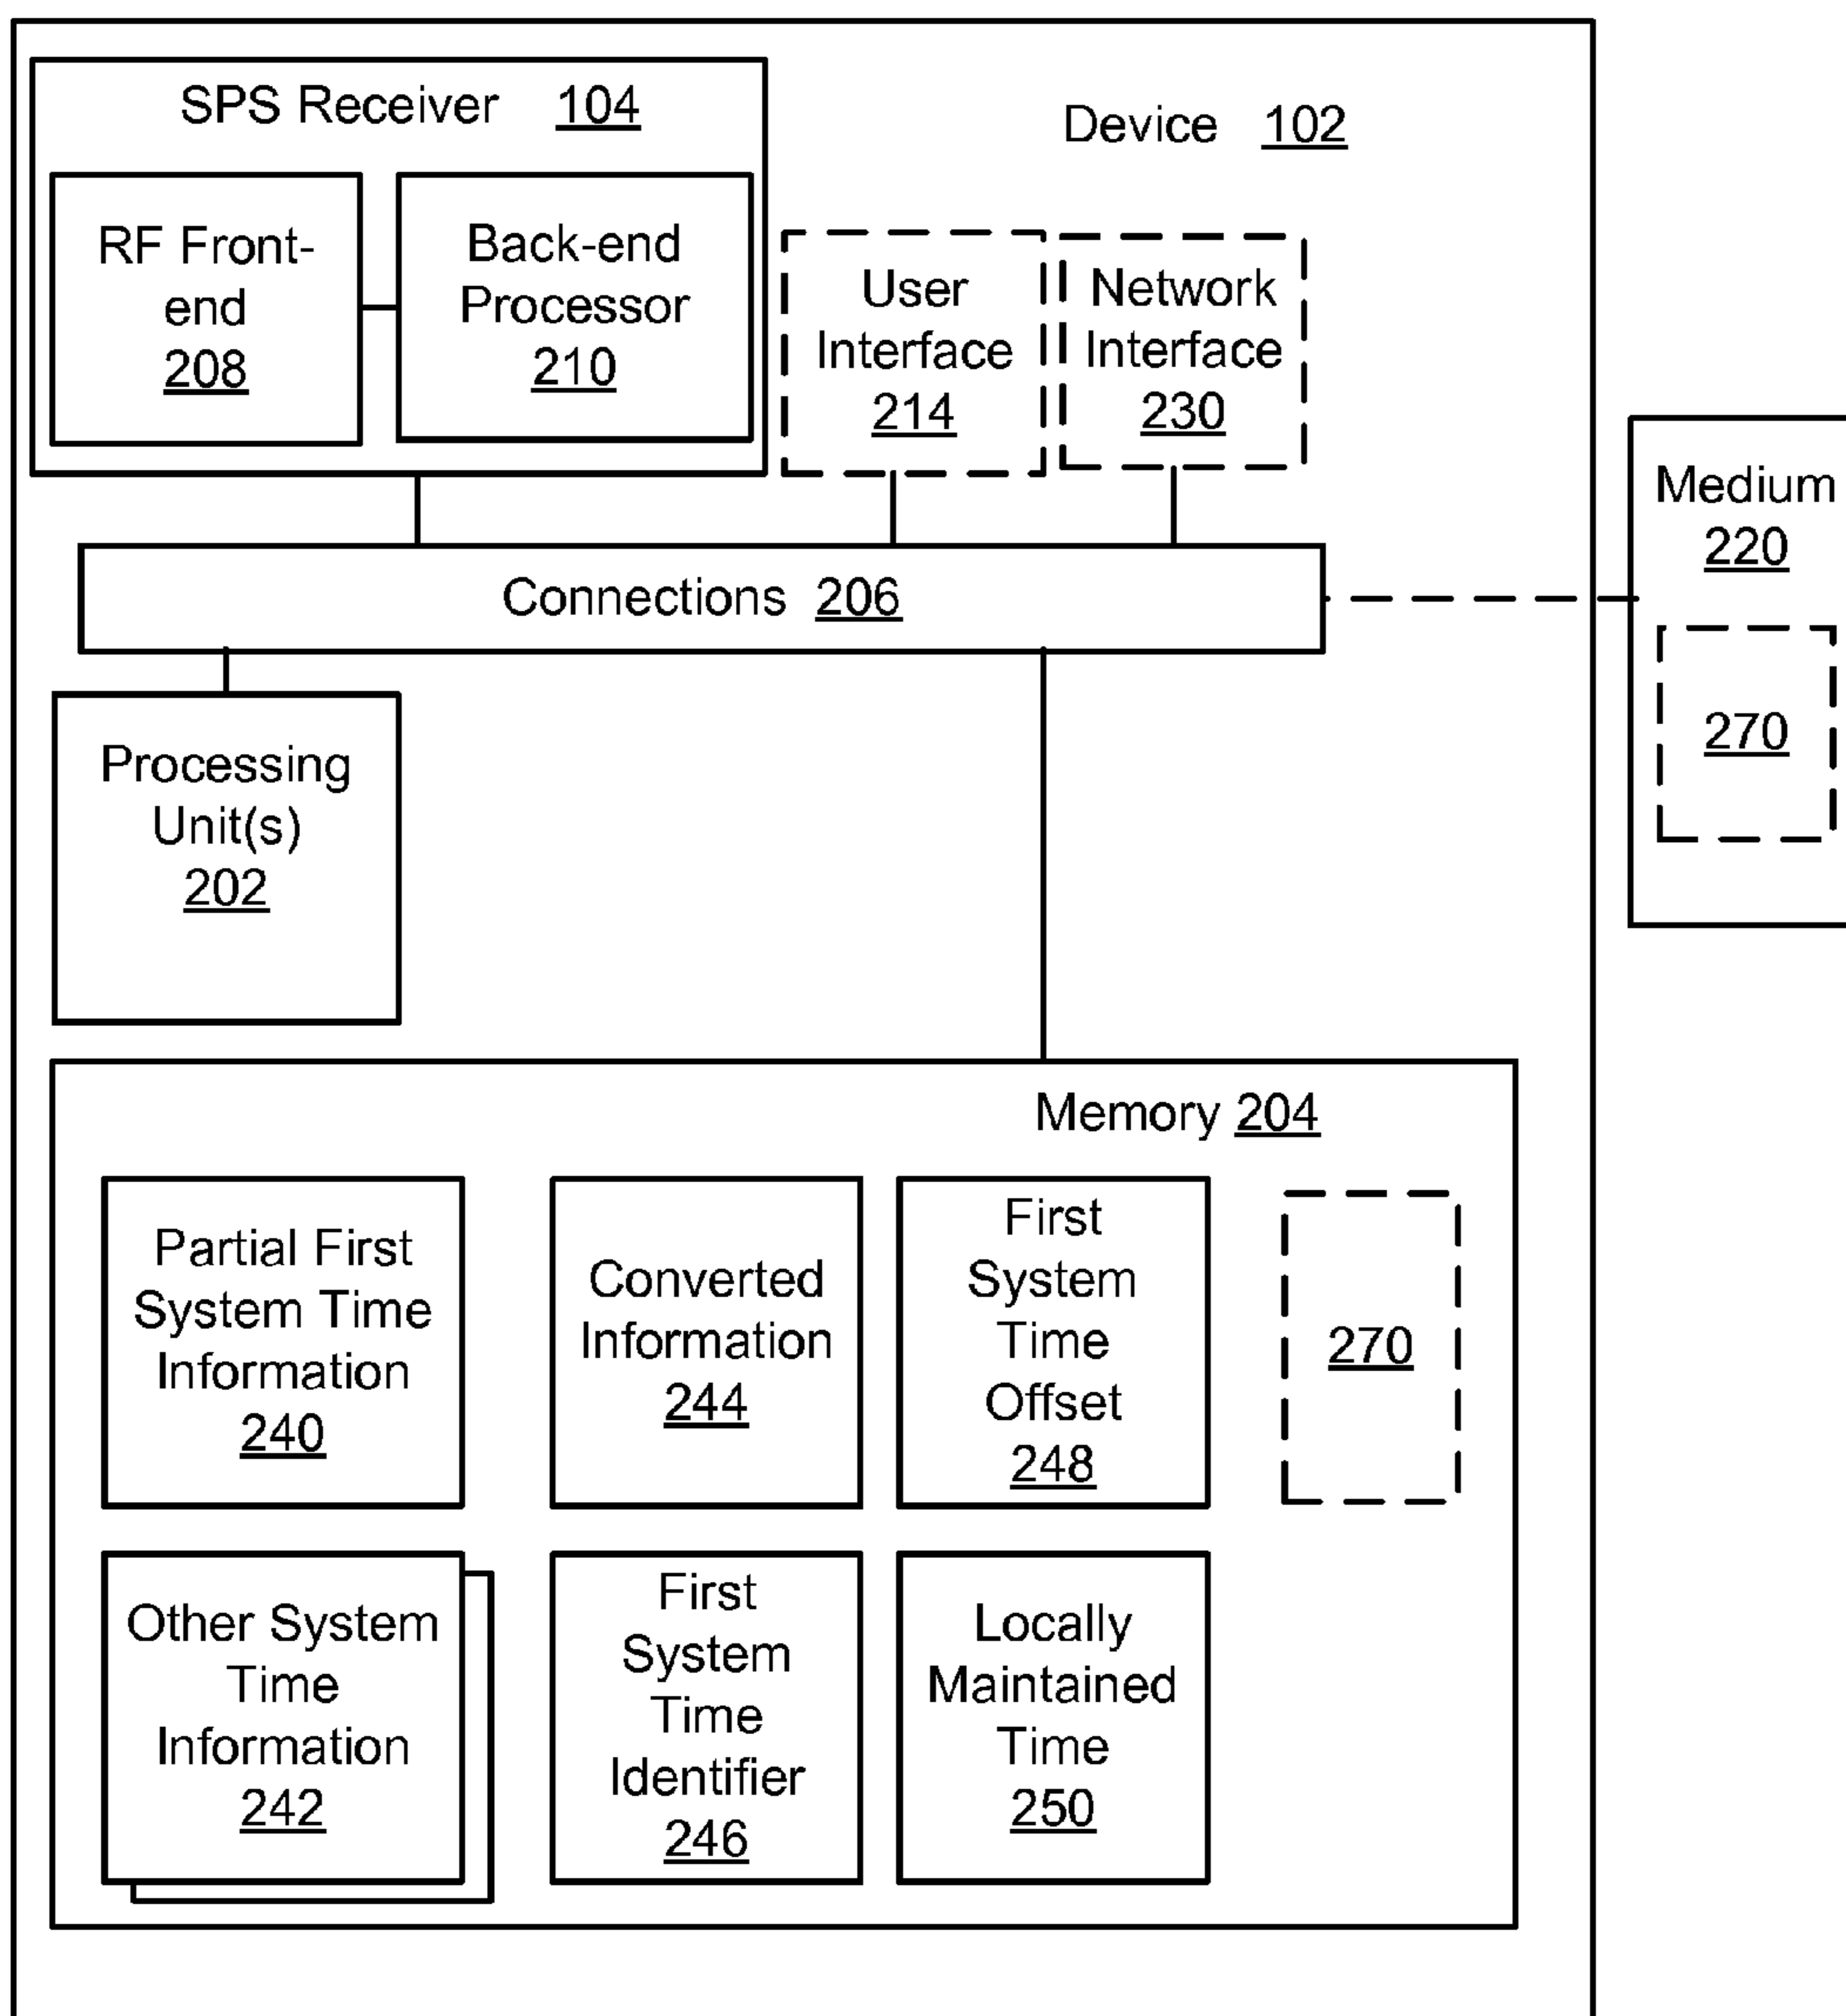 SPS Receiver 104
Device 102
RF Front-
end
208
Back-end
Processor
210
User
Interface
214
Network
Interface
230
Medium
220
270
Connections 206
Processing
Unit(s)
202
Memory 204
Partial First
System Time
Information
240
Converted
Information
244
First
System
Time
Offset
248
270
Other System
Time
Information
242
First
System
Time
Identifier
246
Locally
Maintained
Time
250